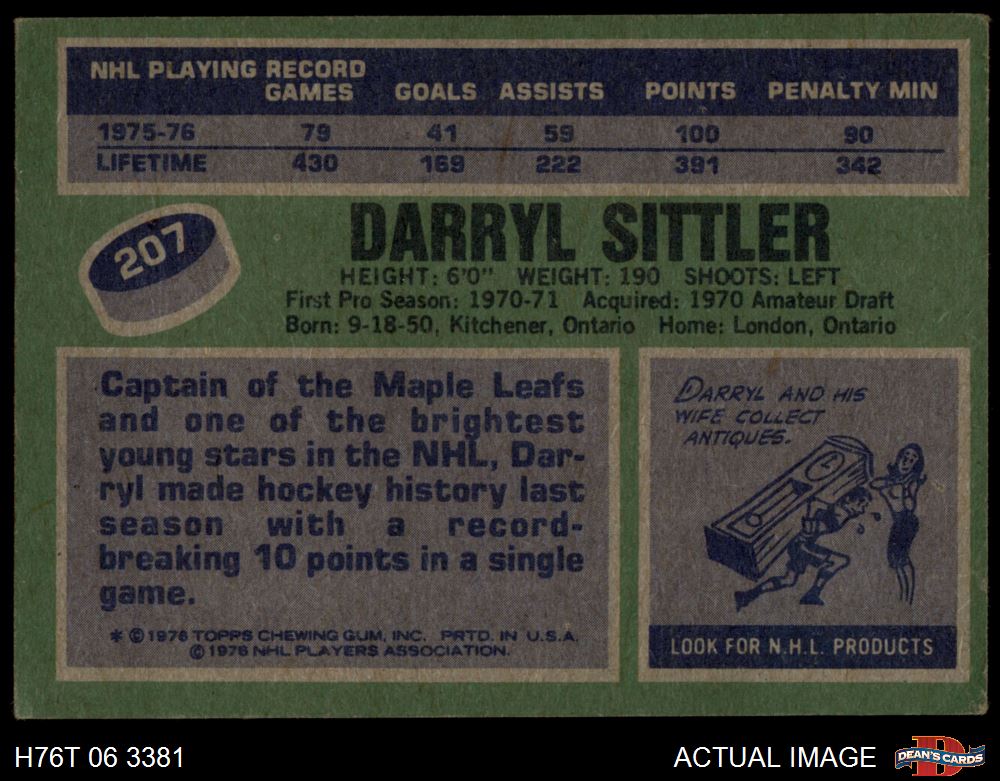 NHL PLAYING RECORD
GAMES GOALS ASSISTS POINTS PENALTY MIN
1975-76 79 41 59 100 90
LIFETIME 430 169 222 391 342
207
DARRYL SITTLER
HEIGHT: 6'0" WEIGHT: 190 SHOOTS: LEFT
First Pro Season: 1970-71 Acquired: 1970 Amateur Draft
Born: 9-18-50, Kitchener, Ontario Home: London, Ontario
Captain of the Maple Leafs
and one of the brightest
young stars in the NHL, Dar-
ryl made hockey history last
season with a record-
breaking 10 points in a single
game.
* © 1976 TOPPS CHEWING GUM, INC. PRTD. IN U.S.A.
© 1976 NHL PLAYERS ASSOCIATION.
DARRYL AND HIS
WIFE COLLECT
ANTIQUES.
LOOK FOR N.H.L. PRODUCTS
H76T 06 3381
ACTUAL IMAGE
D
DEAN'S CARDS